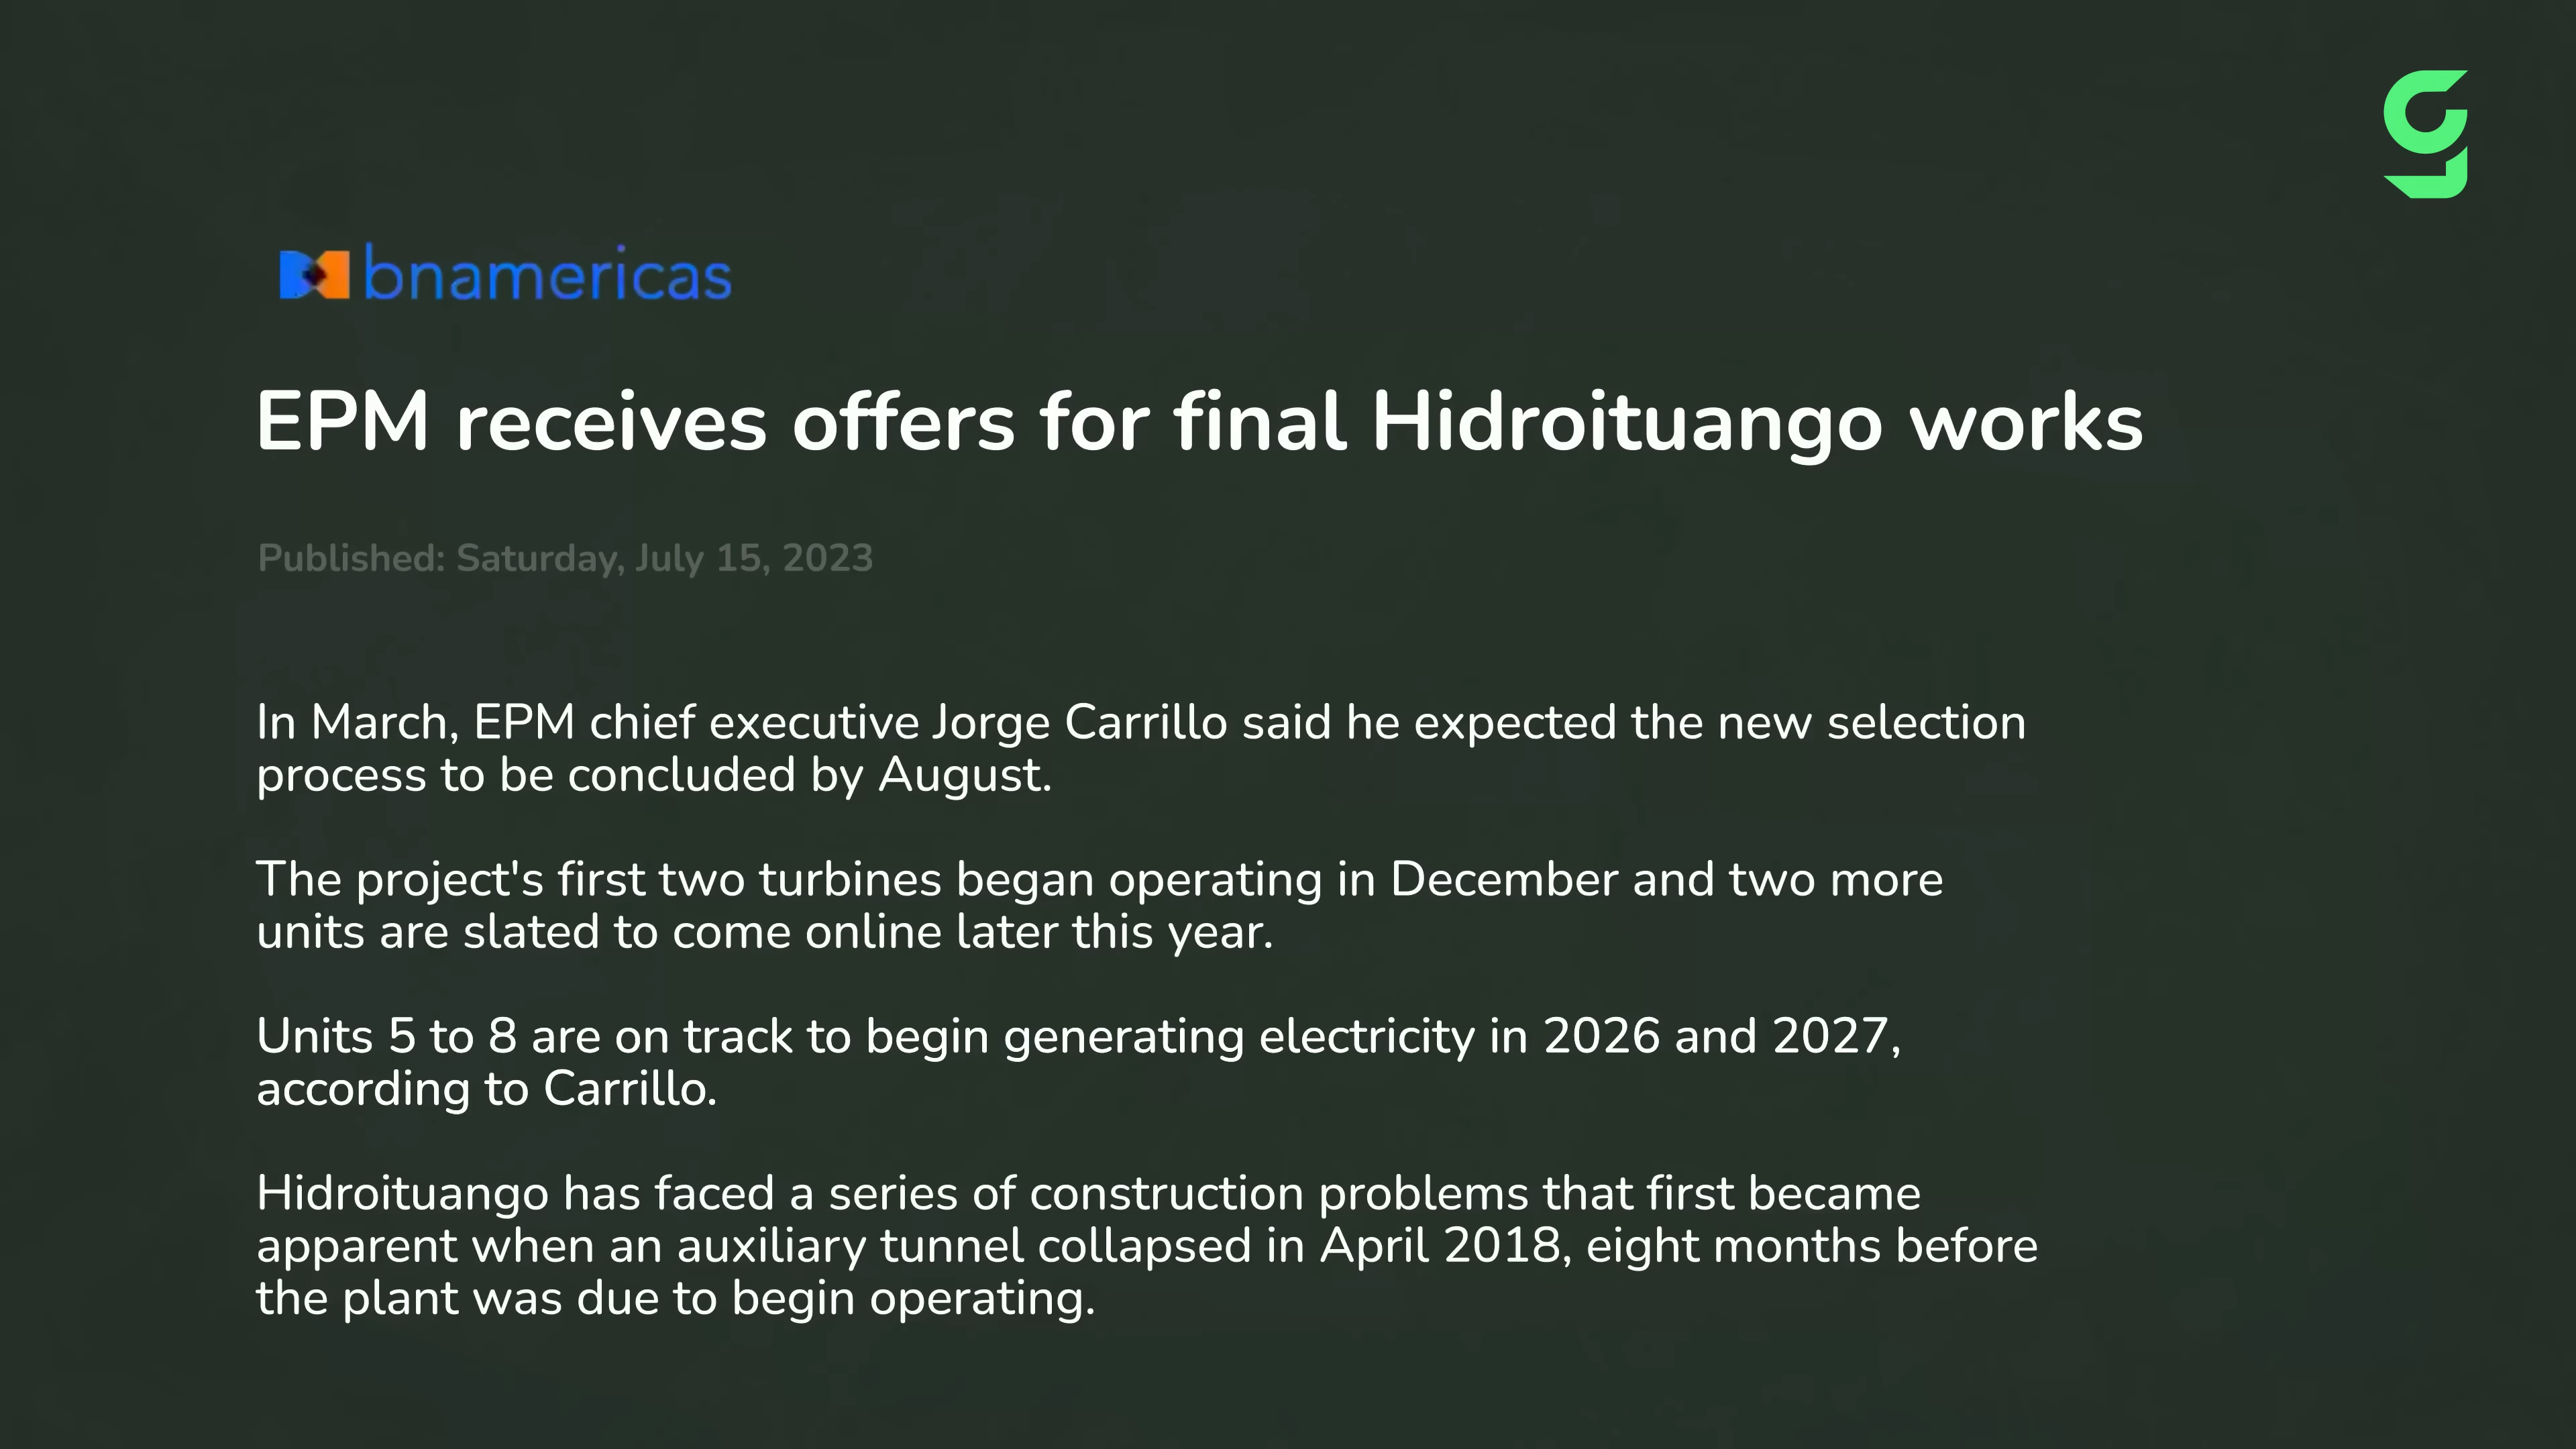 bnamericas
EPM receives offers for final Hidroituango works
Published: Saturday, July 15, 2023
In March, EPM chief executive Jorge Carrillo said he expected the new selection
process to be concluded by August.
The project's first two turbines began operating in December and two more
units are slated to come online later this year.
Units 5 to 8 are on track to begin generating electricity in 2026 and 2027,
according to Carrillo.
Hidroituango has faced a series of construction problems that first became
apparent when an auxiliary tunnel collapsed in April 2018, eight months before
the plant was due to begin operating.